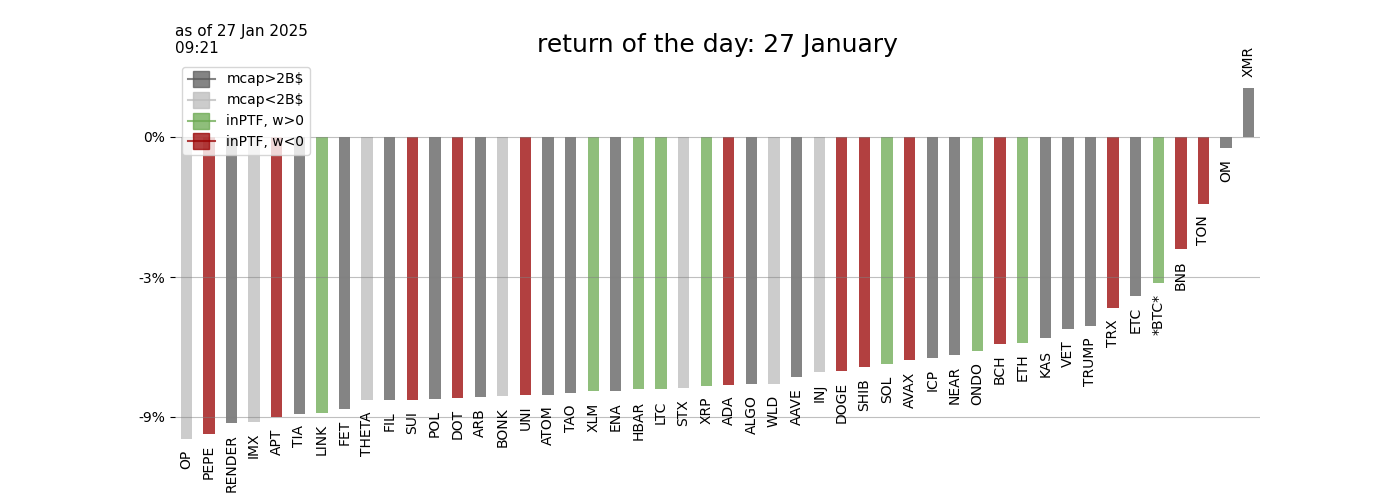 as of 27 Jan 2025
09:21
return of the day: 27 January
mcap>2B$
mcap<2B$
inPTF, w>0
inPTF, w<0
0%
-3%
-9%
OP
PEPE
RENDER
IMX
APT
TIA
LINK
FET
THETA
FIL
SUI
POL
DOT
ARB
BONK
UNI
ATOM
TAO
XLM
ENA
HBAR
LTC
STX
XRP
ADA
ALGO
WLD
AAVE
INJ
DOGE
SHIB
SOL
AVAX
ICP
NEAR
ONDO
BCH
ETH
KAS
VET
TRUMP
TRX
ETC
*BTC*
BNB
TON
OM
XMR